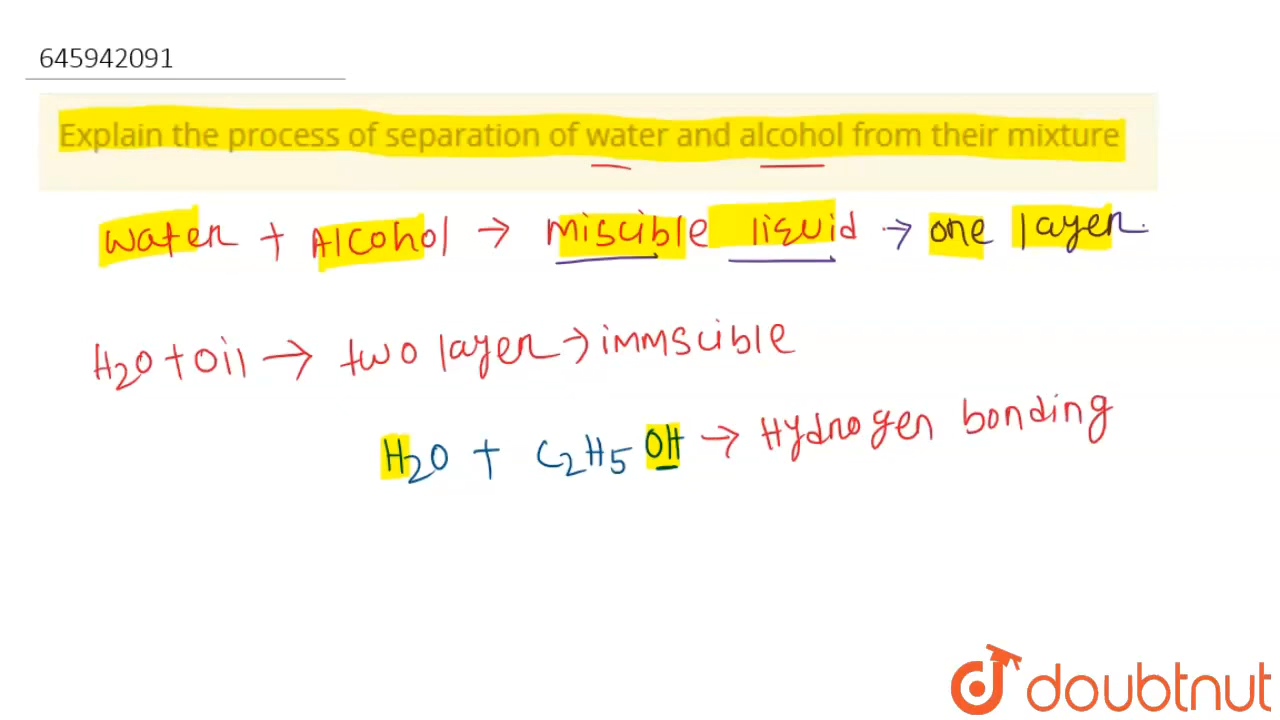 645942091
Explain the process of separation of water and alcohol from their mixture
water + Alcohol → miscible liquid → one layer.
H2O + Oil → two layer → immscible
H2O + C2H5OH → Hydrogen bonding
doubtnut